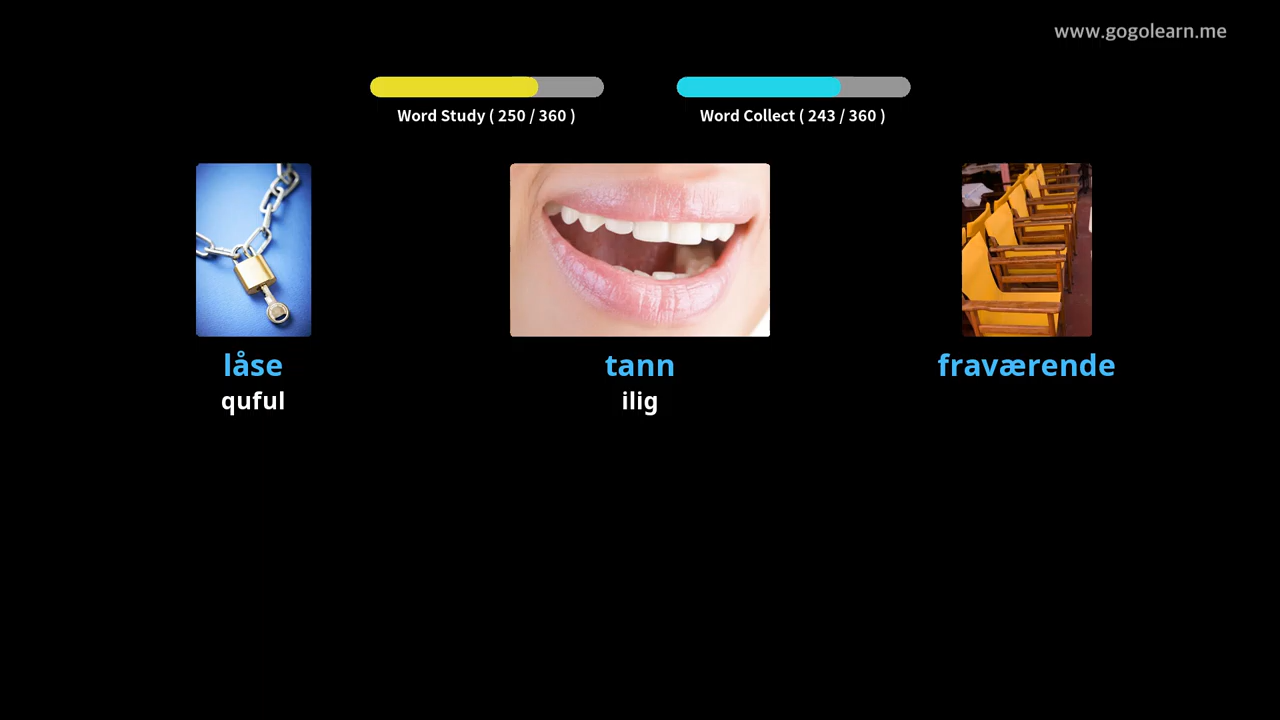 www.gogolearn.me
Word Study ( 250 / 360 )
Word Collect ( 243 / 360 )
låse
quful
tann
ilig
fraværende